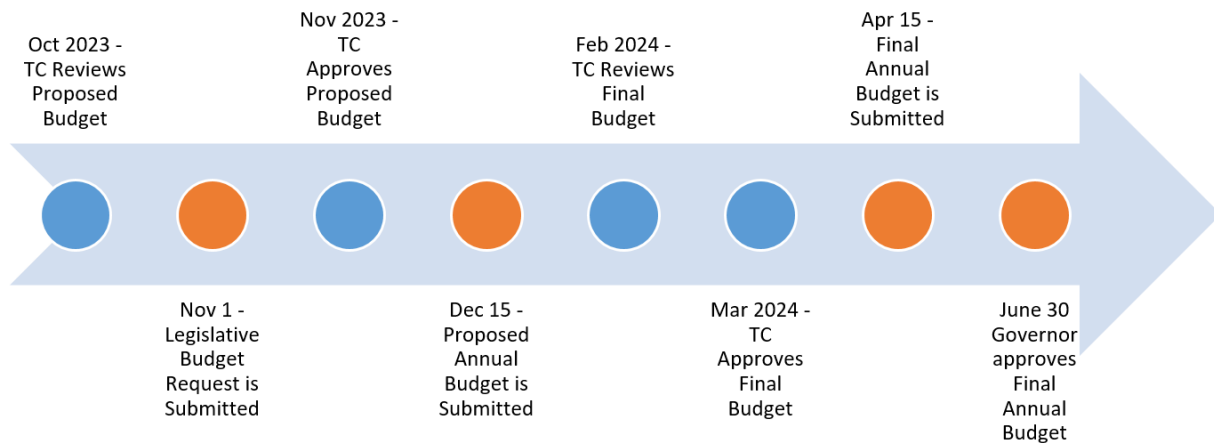 Oct 2023 -
TC Reviews
Proposed
Budget
Nov 1 -
Legislative
Budget
Request is
Submitted
Nov 2023 -
TC
Approves
Proposed
Budget
Dec 15 -
Proposed
Annual
Budget is
Submitted
Feb 2024 -
TC Reviews
Final
Budget
Mar 2024 -
TC
Approves
Final
Budget
Apr 15 -
Final
Annual
Budget is
Submitted
June 30
Governor
approves
Final
Annual
Budget